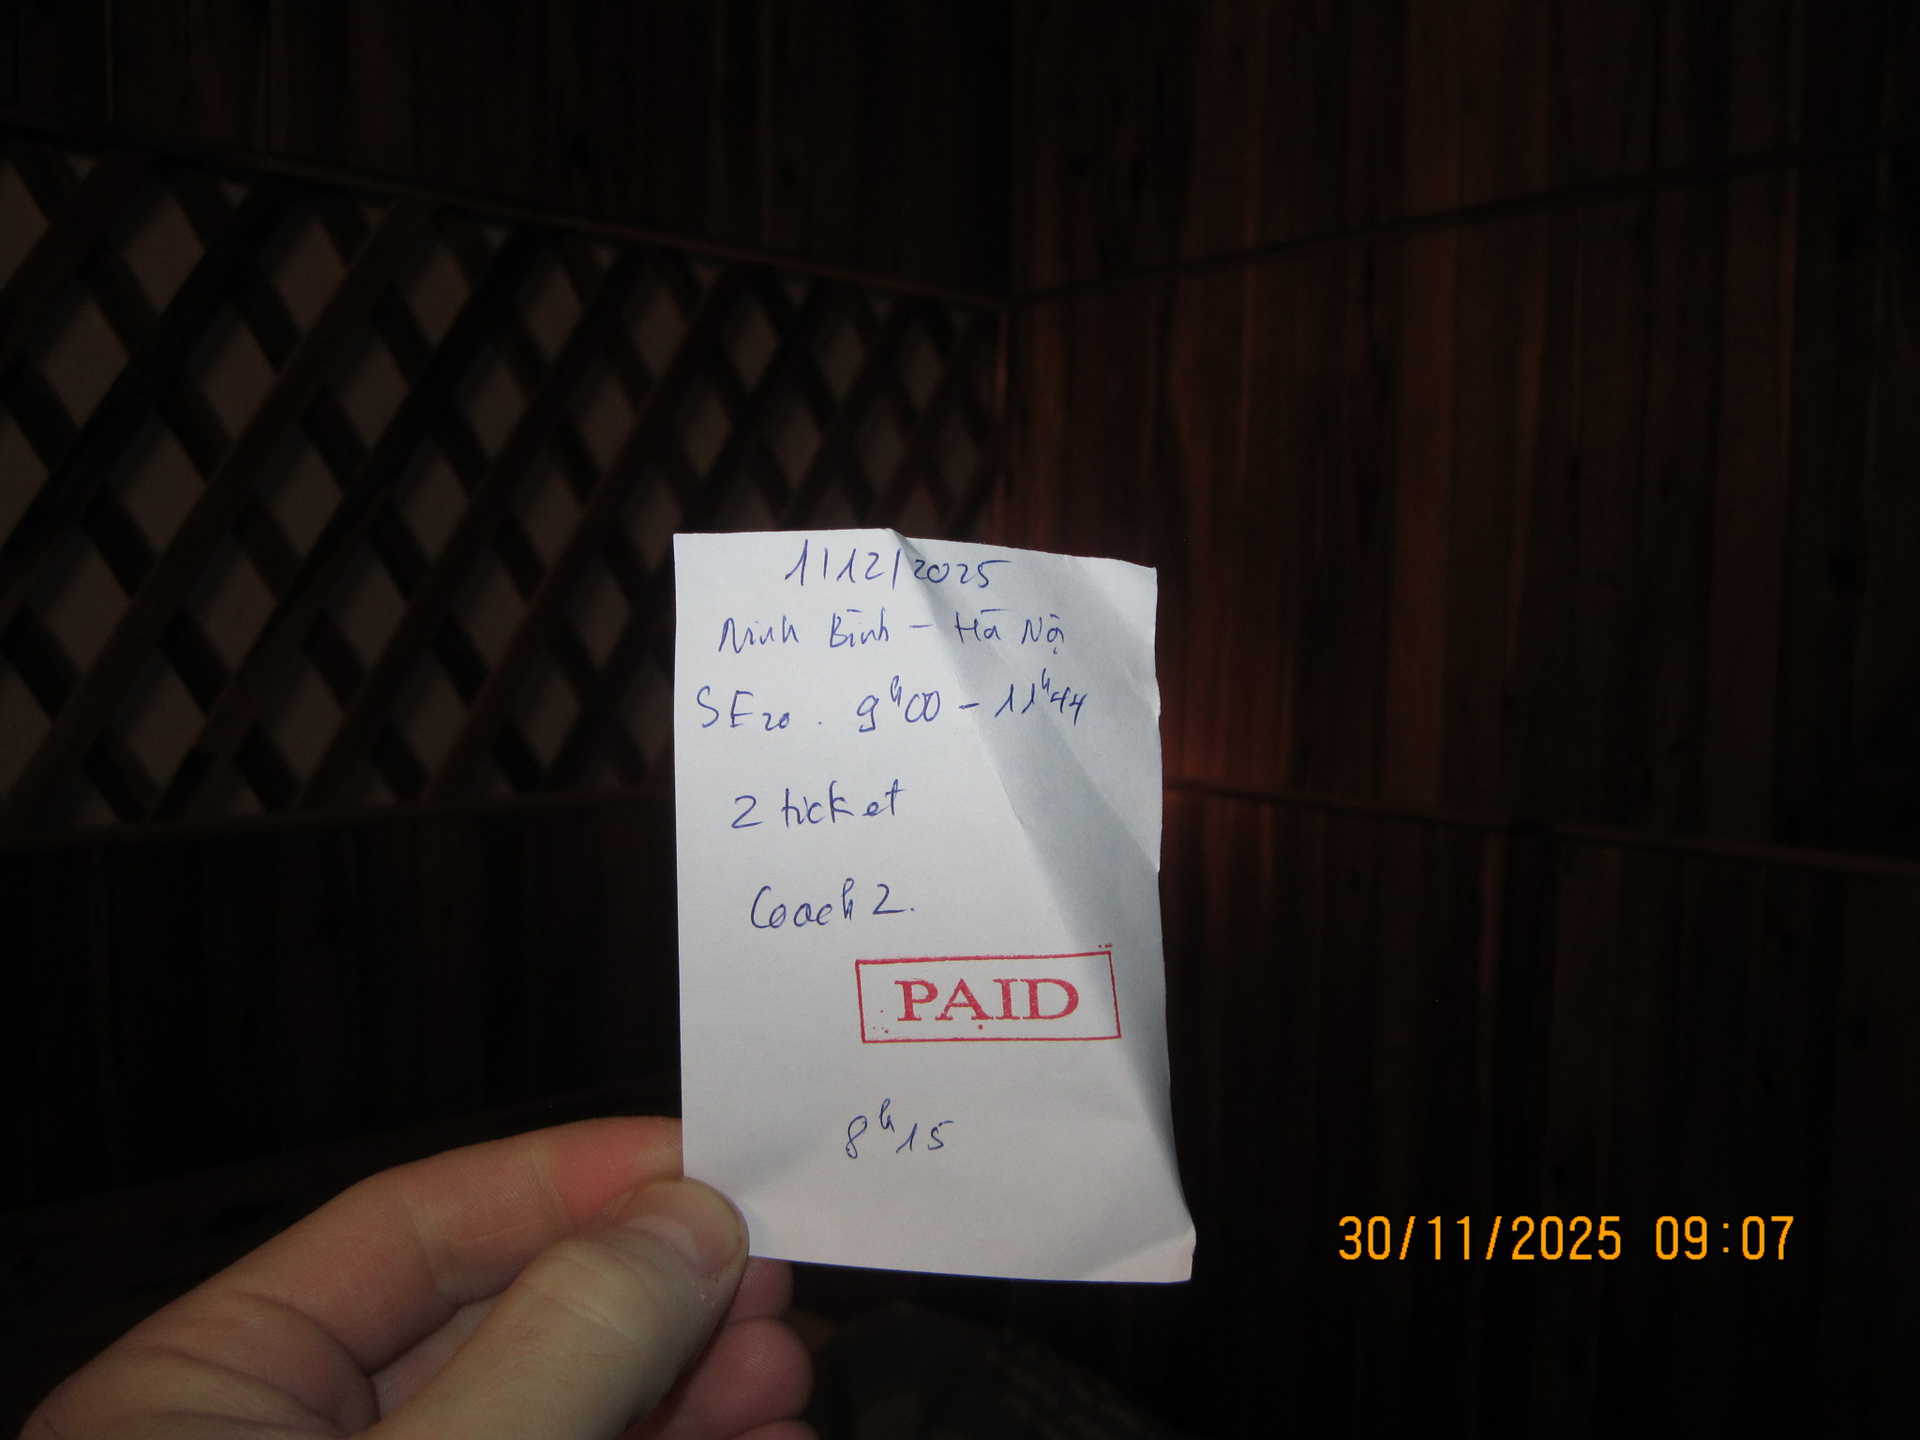 1/12/2025
Ninh Bình - Hà Nội
SE20. 9h00 - 11h44
2 ticket
Coach 2.
PAID
8h15
30/11/2025 09:07